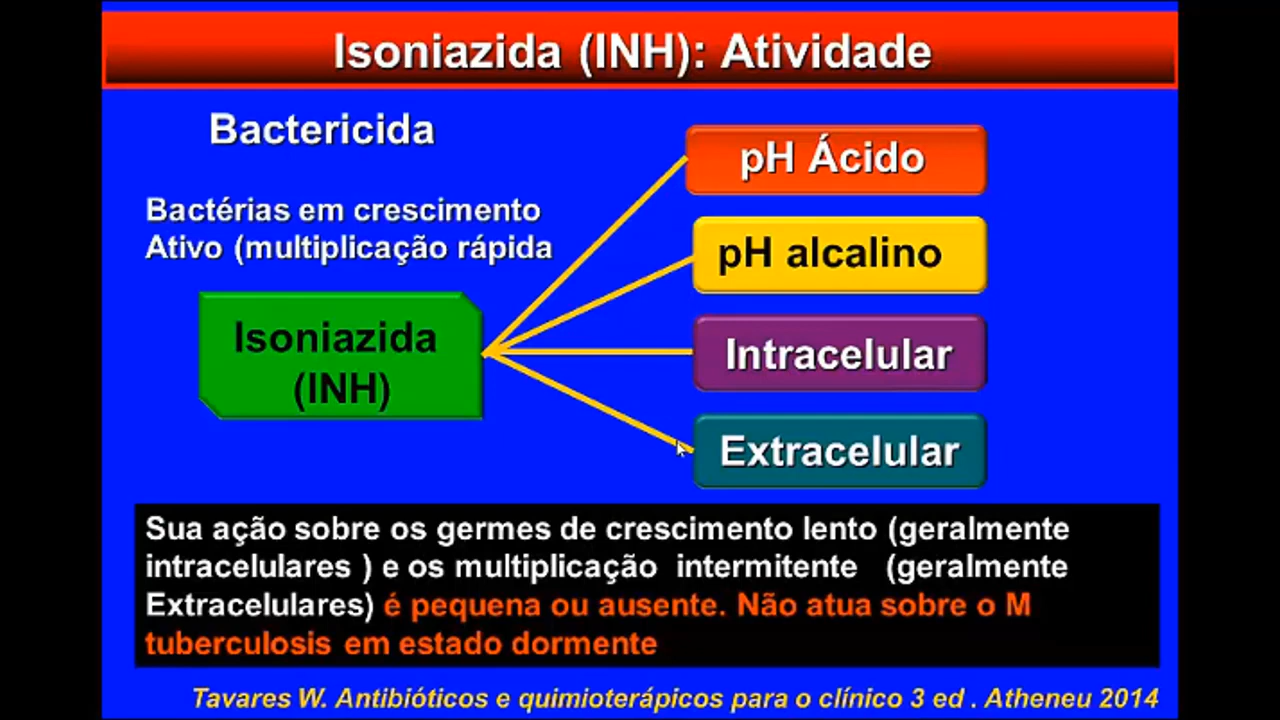 Isoniazida (INH): Atividade
Bactericida
Bactérias em crescimento
Ativo (multiplicação rápida
Isoniazida
(INH)
pH Ácido
pH alcalino
Intracelular
Extracelular
Sua ação sobre os germes de crescimento lento (geralmente
intracelulares ) e os multiplicação intermitente (geralmente
Extracelulares) é pequena ou ausente. Não atua sobre o M
tuberculosis em estado dormente
Tavares W. Antibióticos e quimioterápicos para o clínico 3 ed . Atheneu 2014